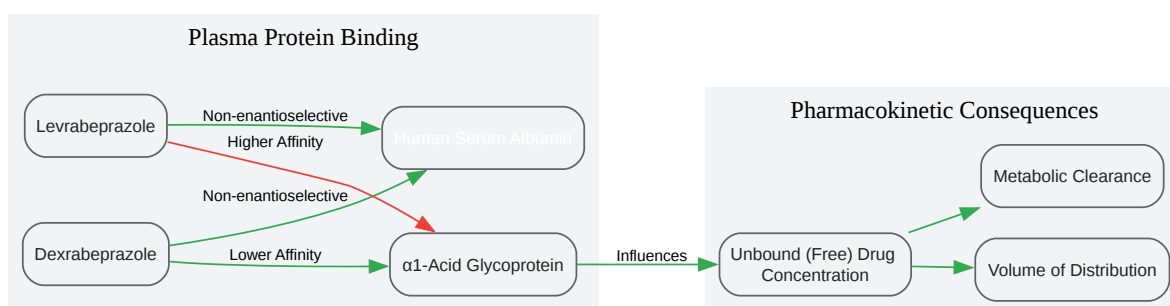 Plasma Protein Binding
Levrabeprazole
Non-enantioselective
Human Serum Albumin
Higher Affinity
Non-enantioselective
Dexrabeprazole
Lower Affinity
α1-Acid Glycoprotein
Influences
Pharmacokinetic Consequences
Metabolic Clearance
Unbound (Free) Drug
Concentration
Volume of Distribution